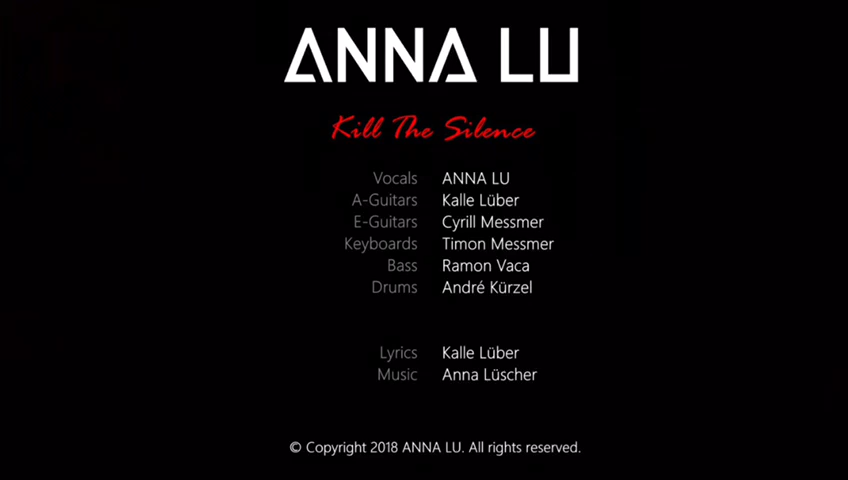 ANNA LU
Kill The Silence
Vocals ANNA LU
A-Guitars Kalle Lüber
E-Guitars Cyrill Messmer
Keyboards Timon Messmer
Bass Ramon Vaca
Drums André Kürzel
Lyrics Kalle Lüber
Music Anna Lüscher
© Copyright 2018 ANNA LU. All rights reserved.